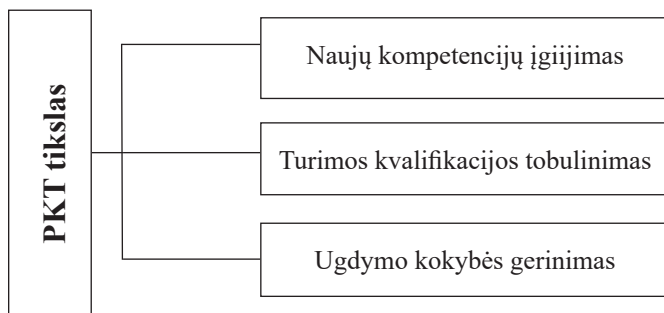 PKT tikslas
Naujų kompetencijų įgiijimas
Turimos kvalifikacijos tobulinimas
Ugdymo kokybės gerinimas